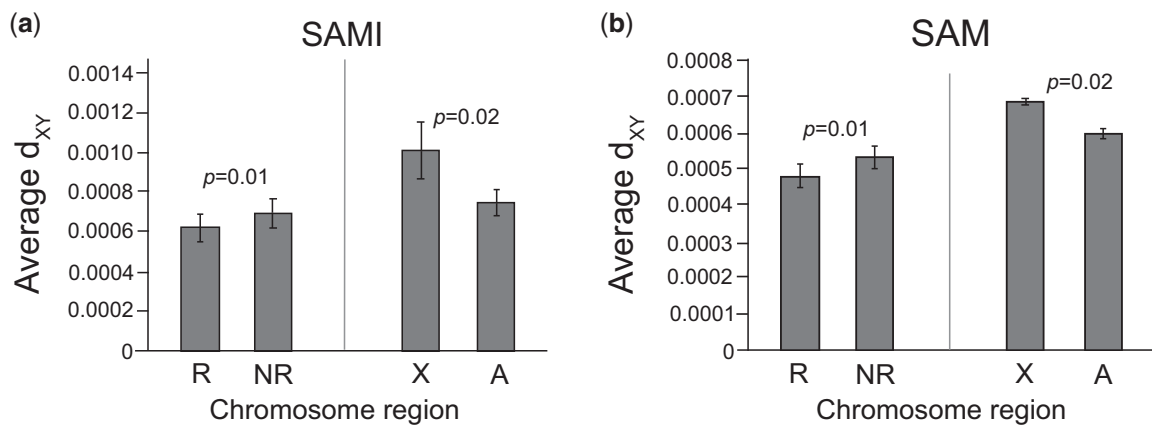 (a)
SAMI
Average dXY
0.0014
0.0012
0.0010
0.0008
0.0006
0.0004
0.0002
0
p=0.01
p=0.02
R NR X A
Chromosome region
(b)
SAM
Average dXY
0.0008
0.0007
0.0006
0.0005
0.0004
0.0003
0.0002
0.0001
0
p=0.01
p=0.02
R NR X A
Chromosome region